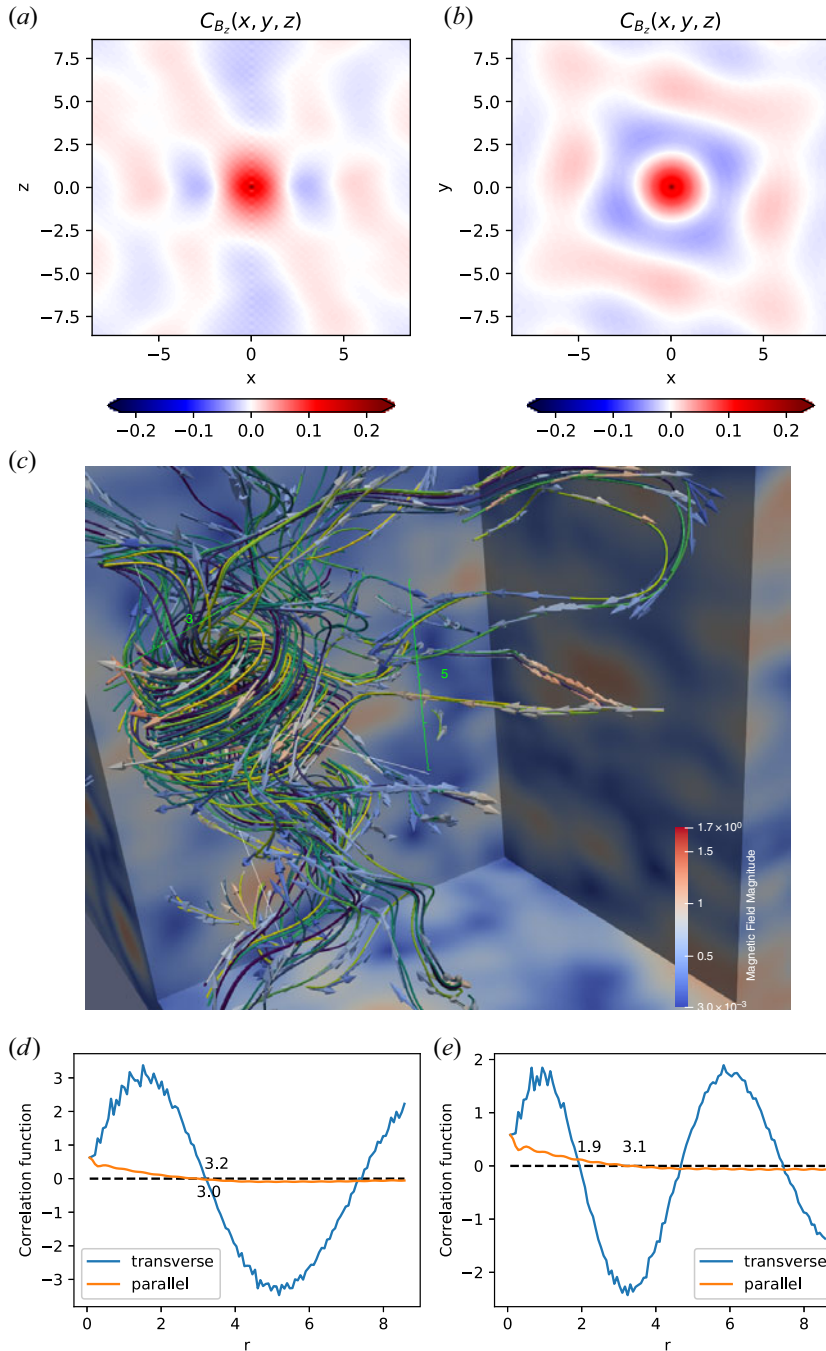 (a)
C_{B_z}(x, y, z)
7.5
5.0
2.5
0.0
−2.5
−5.0
−7.5
z
−5
0
5
x
−0.2
−0.1
0.0
0.1
0.2
(b)
C_{B_z}(x, y, z)
7.5
5.0
2.5
0.0
−2.5
−5.0
−7.5
y
−5
0
5
x
−0.2
−0.1
0.0
0.1
0.2
(c)
3
5
1.7 × 10⁰
1.5
1
0.5
3.0 × 10⁻³
Magnetic Field Magnitude
(d)
3
2
1
0
−1
−2
−3
Correlation function
3.2
3.0
transverse
parallel
0
2
4
6
8
r
(e)
2
1
0
−1
−2
Correlation function
1.9
3.1
transverse
parallel
0
2
4
6
8
r